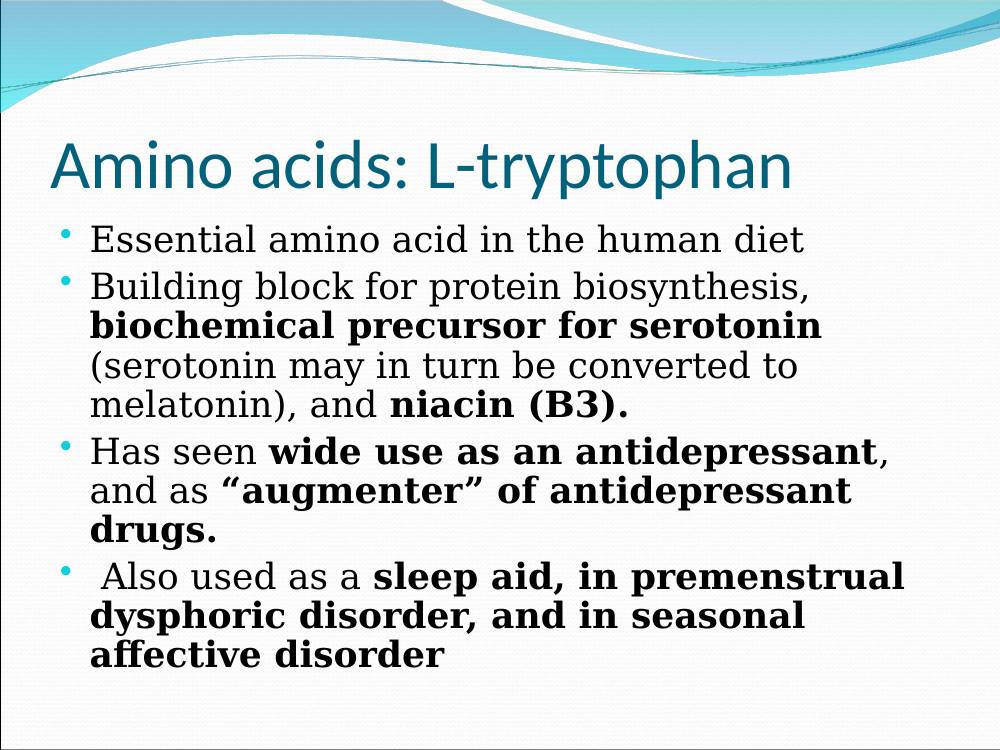 Amino acids: L-tryptophan
• Essential amino acid in the human diet
• Building block for protein biosynthesis,
biochemical precursor for serotonin
(serotonin may in turn be converted to
melatonin), and niacin (B3).
• Has seen wide use as an antidepressant,
and as “augmenter” of antidepressant
drugs.
• Also used as a sleep aid, in premenstrual
dysphoric disorder, and in seasonal
affective disorder